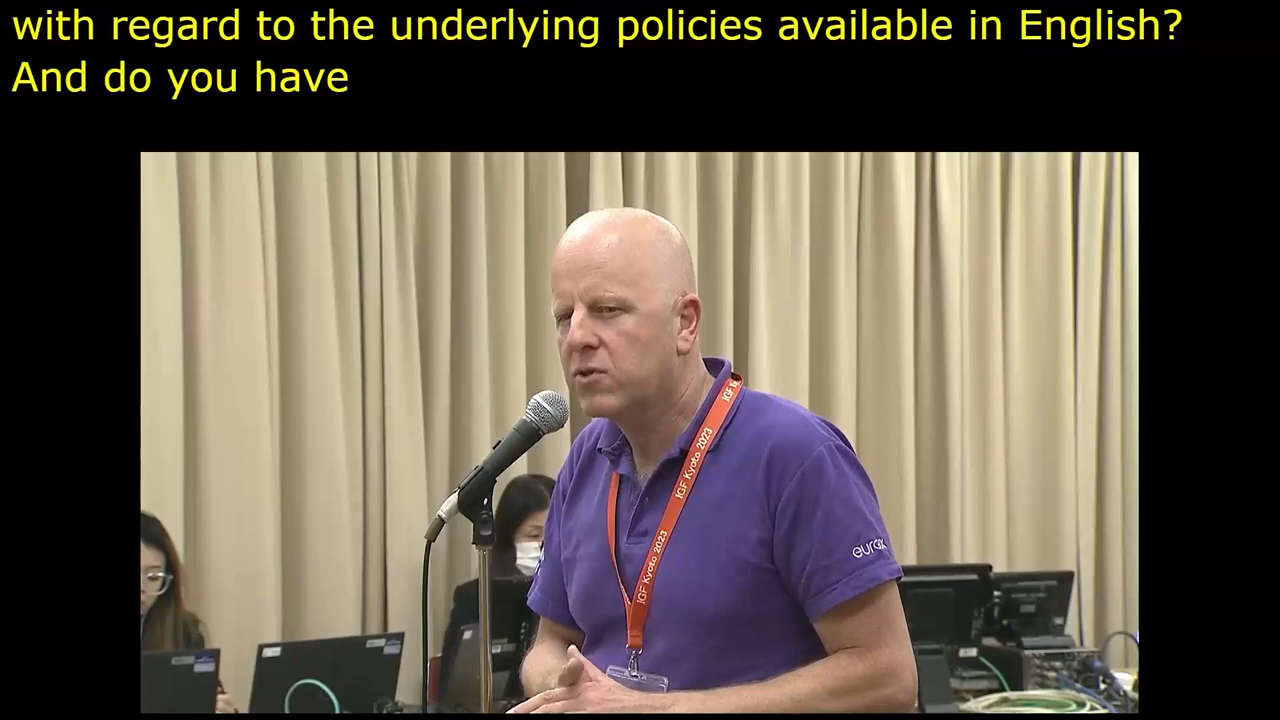 with regard to the underlying policies available in English?
And do you have
IGF Kyoto 2023
IGF Kyoto 2023
IGF